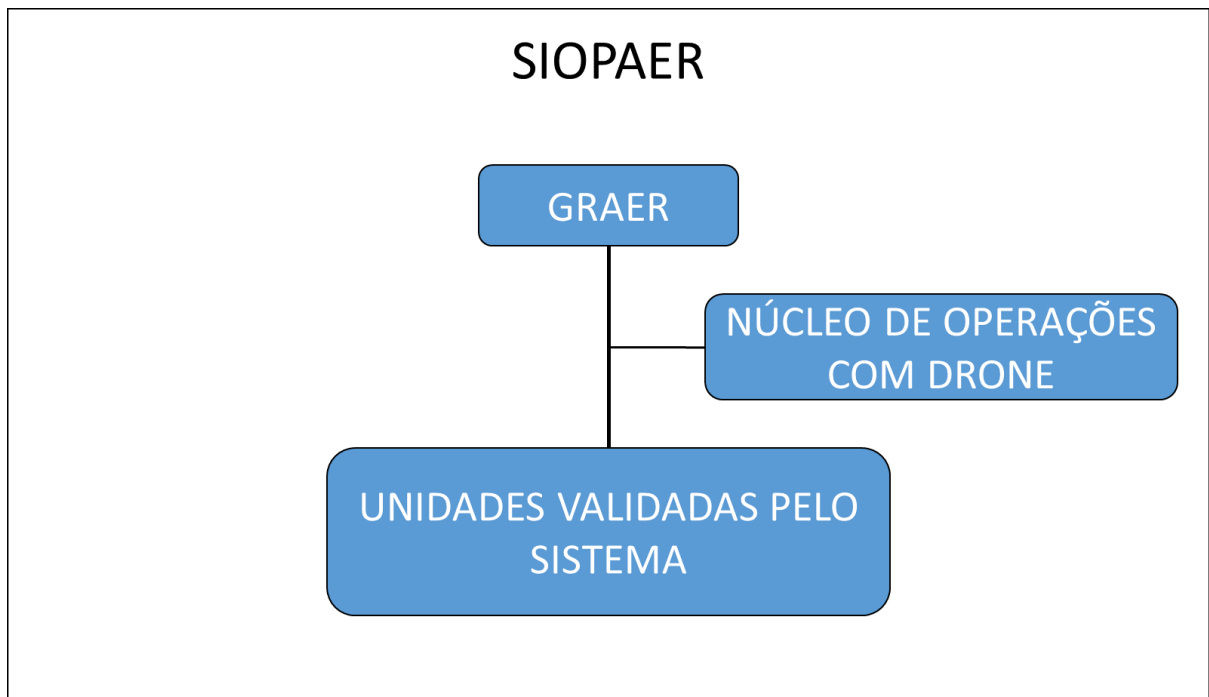 SIOPAER
GRAER
NÚCLEO DE OPERAÇÕES
COM DRONE
UNIDADES VALIDADAS PELO
SISTEMA